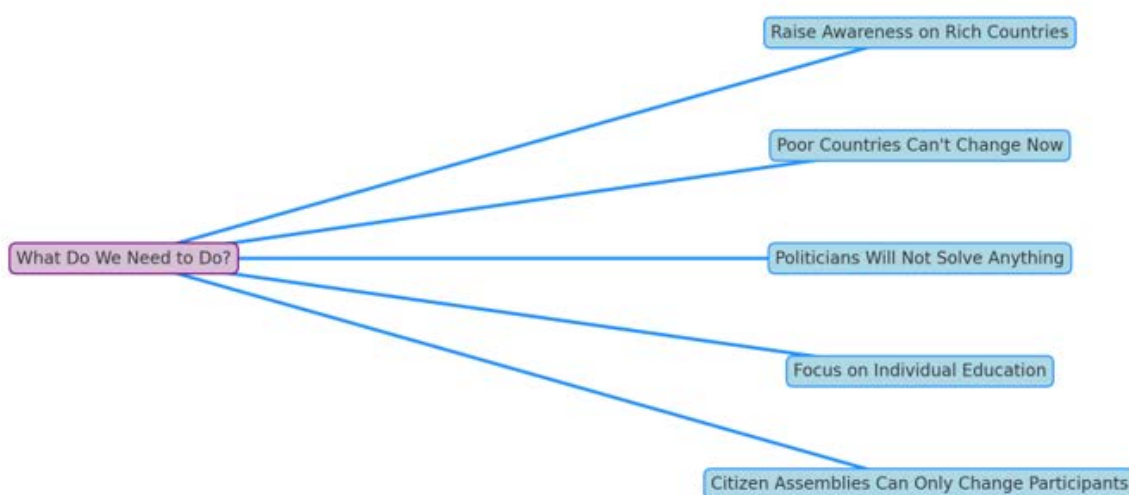 Raise Awareness on Rich Countries
Poor Countries Can't Change Now
What Do We Need to Do?
Politicians Will Not Solve Anything
Focus on Individual Education
Citizen Assemblies Can Only Change Participants